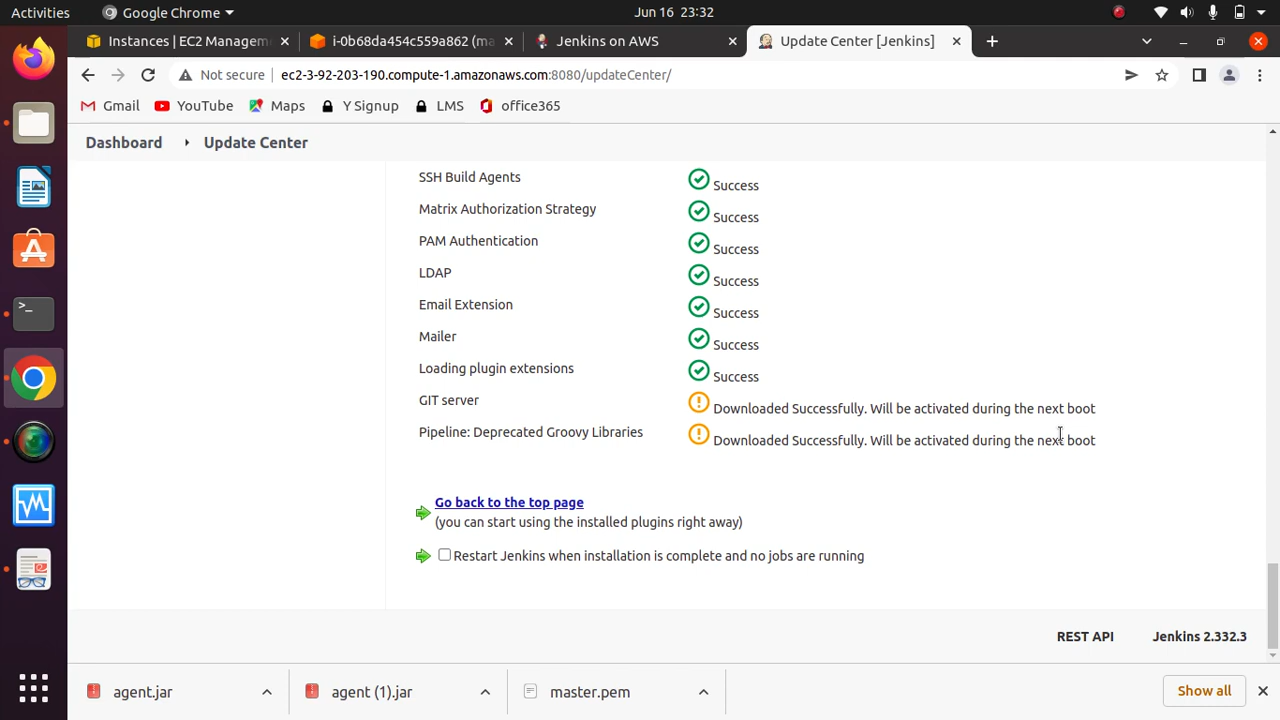 Activities
Google Chrome
Jun 16 23:32
Instances | EC2 Managem
i-0b68da454c559a862 (ma
Jenkins on AWS
Update Center [Jenkins]
Not secure
ec2-3-92-203-190.compute-1.amazonaws.com:8080/updateCenter/
Gmail
YouTube
Maps
Y Signup
LMS
office365
Dashboard
Update Center
SSH Build Agents
Success
Matrix Authorization Strategy
Success
PAM Authentication
Success
LDAP
Success
Email Extension
Success
Mailer
Success
Loading plugin extensions
Success
GIT server
Downloaded Successfully. Will be activated during the next boot
Pipeline: Deprecated Groovy Libraries
Downloaded Successfully. Will be activated during the next boot
Go back to the top page
(you can start using the installed plugins right away)
Restart Jenkins when installation is complete and no jobs are running
REST API
Jenkins 2.332.3
agent.jar
agent (1).jar
master.pem
Show all